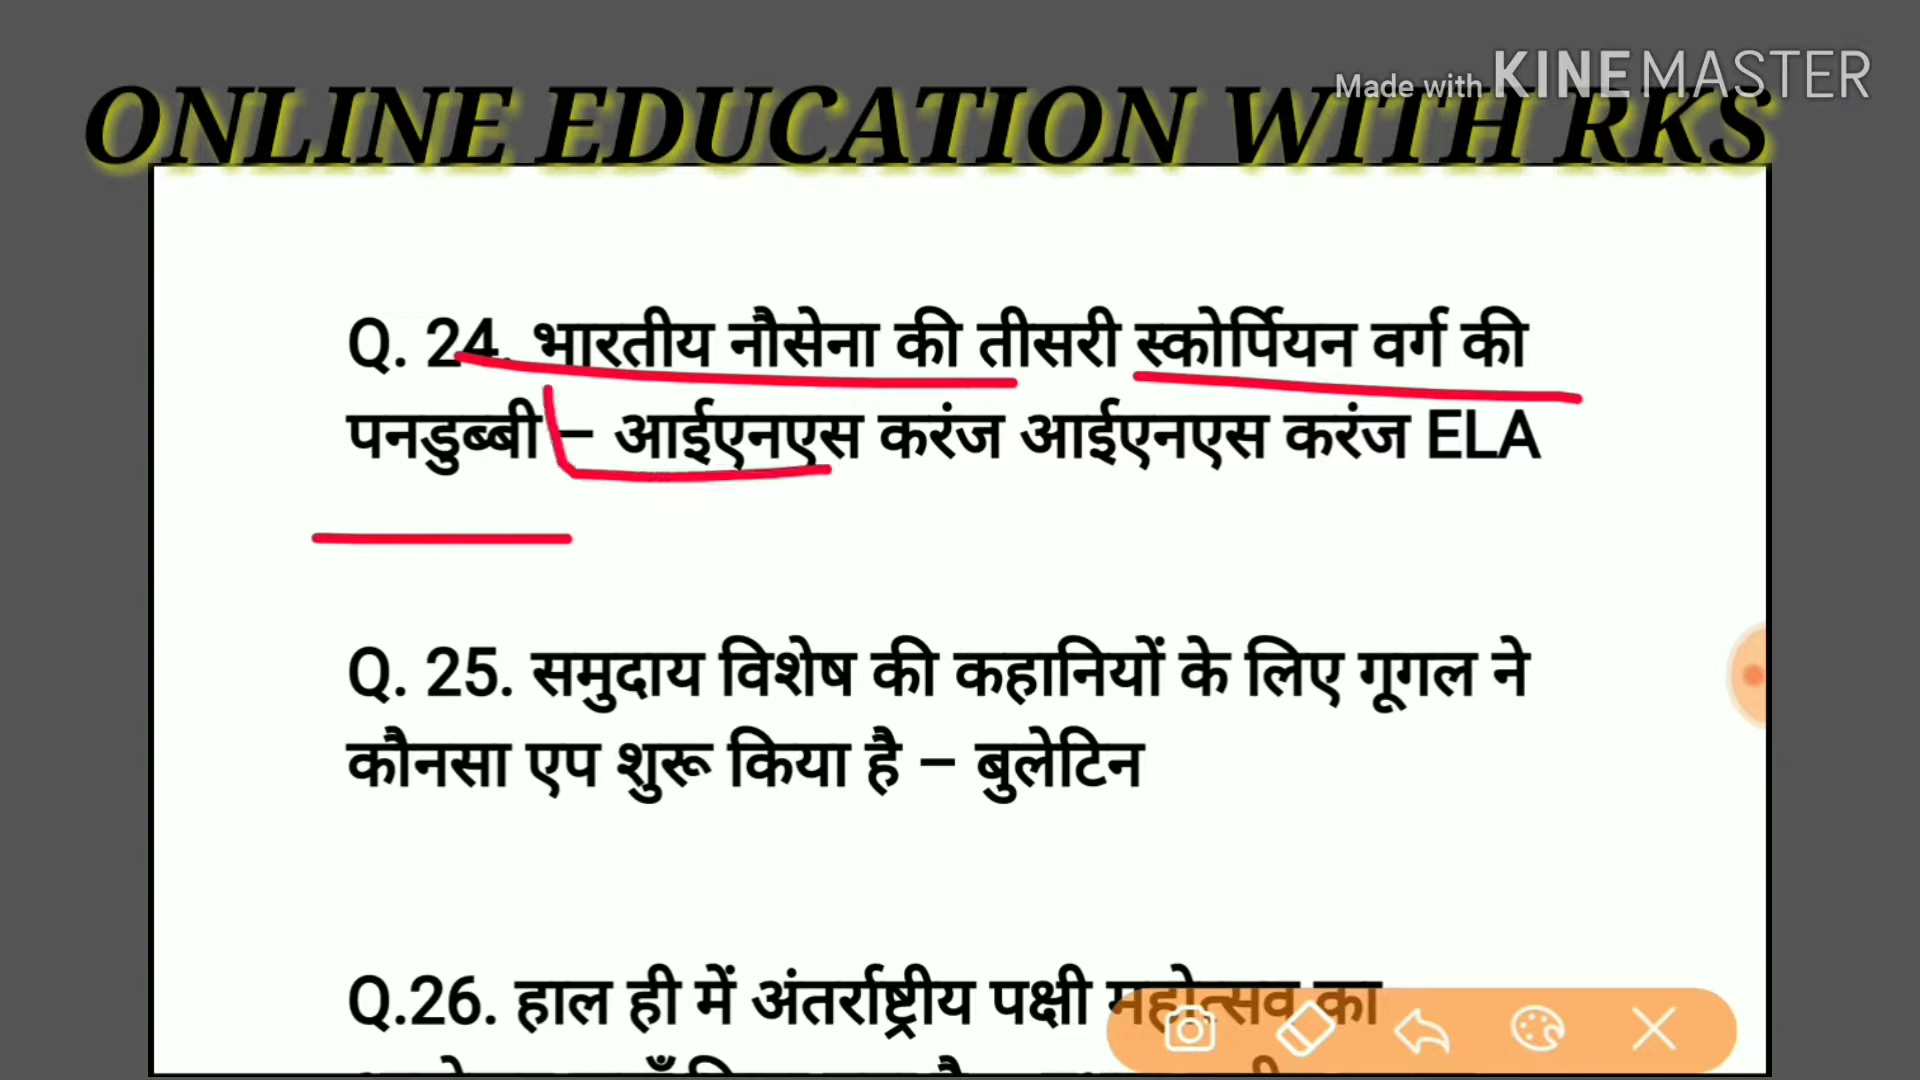 Made with KINEMASTER
ONLINE EDUCATION WITH RKS
Q. 24. भारतीय नौसेना की तीसरी स्कोर्पियन वर्ग की
पनडुब्बी – आईएनएस करंज आईएनएस करंज ELA
Q. 25. समुदाय विशेष की कहानियों के लिए गूगल ने
कौनसा एप शुरू किया है – बुलेटिन
Q.26. हाल ही में अंतर्राष्ट्रीय पक्षी महोत्सव का